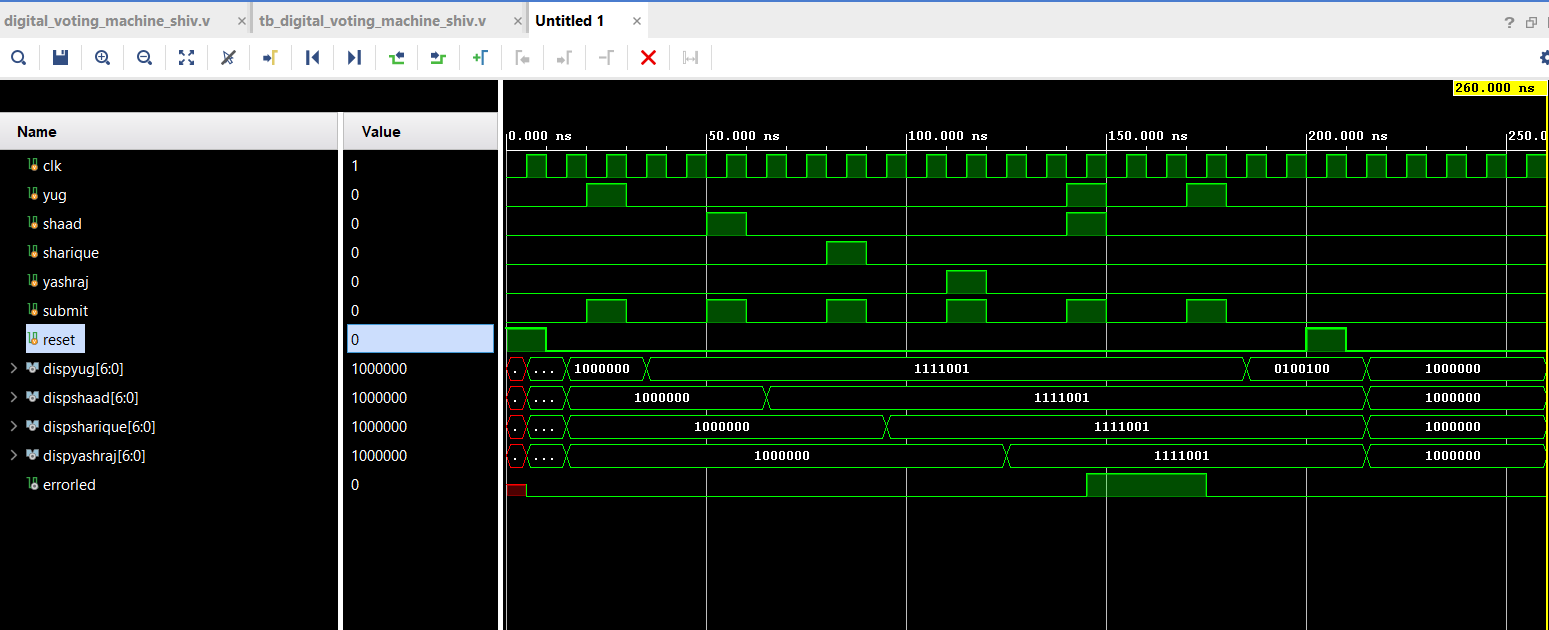 digital_voting_machine_shiv.v × tb_digital_voting_machine_shiv.v × Untitled 1 × ?
260.000 ns
Name Value 0.000 ns 50.000 ns 100.000 ns 150.000 ns 200.000 ns 250.0
clk 1
yug 0
shaad 0
sharique 0
yashraj 0
submit 0
reset 0
dispyug[6:0] 1000000 . ... 1000000 1111001 0100100 1000000
dispshaad[6:0] 1000000 . ... 1000000 1111001 1000000
dispsharique[6:0] 1000000 . ... 1000000 1111001 1000000
dispyashraj[6:0] 1000000 . ... 1000000 1111001 1000000
errorled 0